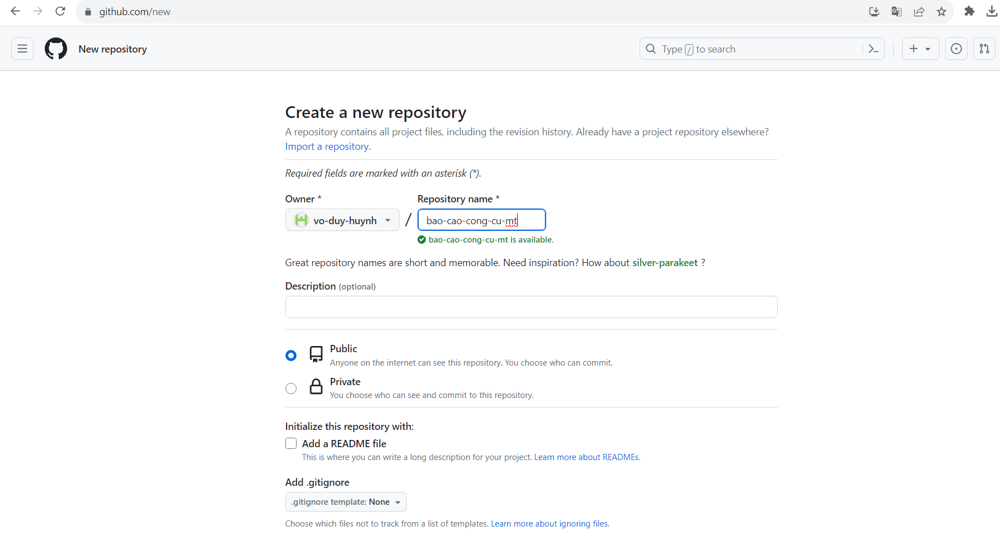 github.com/new
New repository
Type / to search
Create a new repository
A repository contains all project files, including the revision history. Already have a project repository elsewhere?
Import a repository.
Required fields are marked with an asterisk (*).
Owner *
Repository name *
vo-duy-huynh
/
bao-cao-cong-cu-mt
bao-cao-cong-cu-mt is available.
Great repository names are short and memorable. Need inspiration? How about silver-parakeet ?
Description (optional)
Public
Anyone on the internet can see this repository. You choose who can commit.
Private
You choose who can see and commit to this repository.
Initialize this repository with:
Add a README file
This is where you can write a long description for your project. Learn more about READMEs.
Add .gitignore
.gitignore template: None
Choose which files not to track from a list of templates. Learn more about ignoring files.